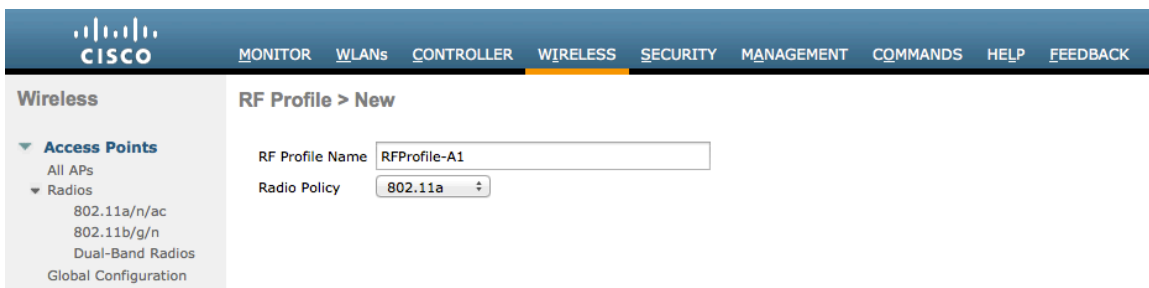 CISCO
MONITOR WLANs CONTROLLER WIRELESS SECURITY MANAGEMENT COMMANDS HELP FEEDBACK
Wireless
Access Points
All APs
Radios
802.11a/n/ac
802.11b/g/n
Dual-Band Radios
Global Configuration
RF Profile > New
RF Profile Name RFProfile-A1
Radio Policy 802.11a